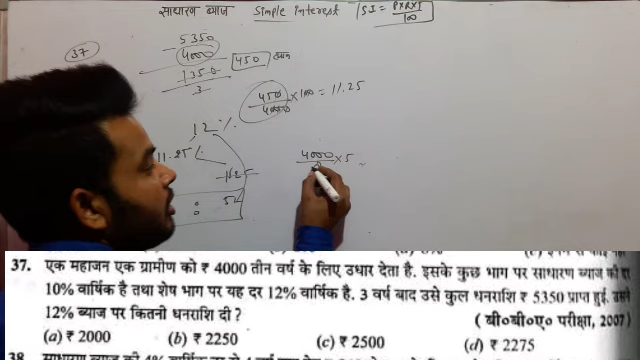 साधारण ब्याज Simple interest SI = PXRXT / 100
37
5350
4000
1350
3
450
450 / 4000 × 100 = 11.25
12 %
11.25%
4000 × 5
37. एक महाजन एक ग्रामीण को ₹ 4000 तीन वर्ष के लिए उधार देता है. इसके कुछ भाग पर साधारण ब्याज की दर
10% वार्षिक है तथा शेष भाग पर यह दर 12% वार्षिक है. 3 वर्ष बाद उसे कुल धनराशि ₹ 5350 प्राप्त हुई. उसने
12% ब्याज पर कितनी धनराशि दी ? ( बी०बी०ए० परीक्षा, 2007 )
(a) ₹ 2000 (b) ₹ 2250 (c) ₹ 2500 (d) ₹ 2275